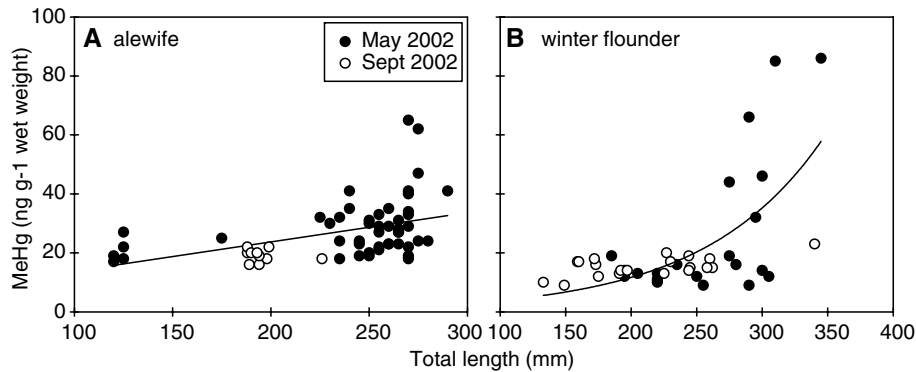 A alewife
May 2002
Sept 2002
B winter flounder
MeHg (ng g-1 wet weight)
100
80
60
40
20
0
100 150 200 250 300
100 150 200 250 300 350 400
Total length (mm)